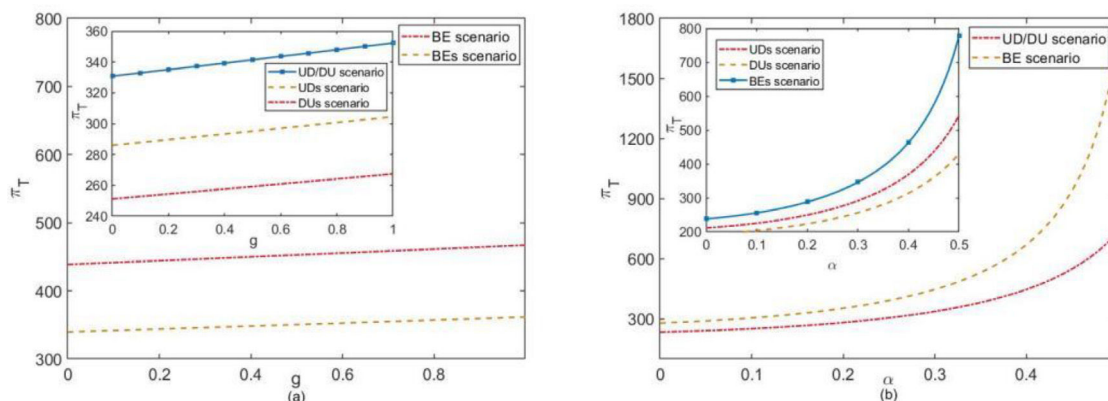 800
700
600
500
400
300
π_T
0
0.2
0.4
0.6
0.8
g
(a)
BE scenario
BEs scenario
360
340
320
300
280
260
240
π_T
0
0.2
0.4
0.6
0.8
1
g
UD/DU scenario
UDs scenario
DUs scenario
1800
1500
1200
900
600
300
π_T
0
0.1
0.2
0.3
0.4
α
(b)
UD/DU scenario
BE scenario
800
700
600
500
400
300
200
π_T
0
0.1
0.2
0.3
0.4
0.5
α
UDs scenario
DUs scenario
BEs scenario